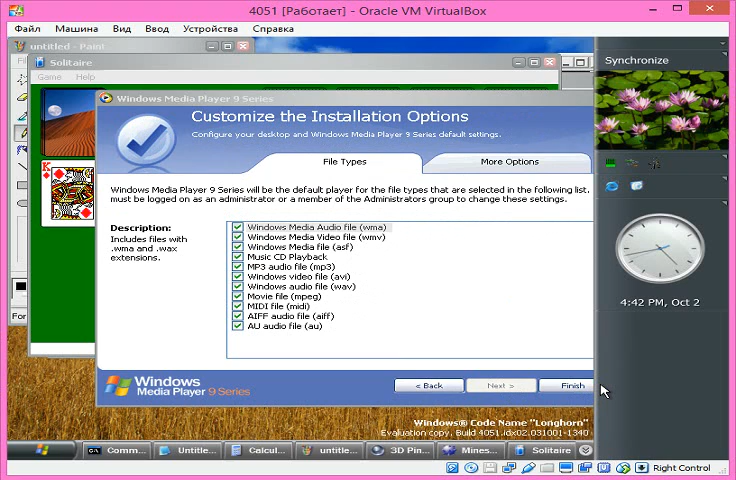 4051 [Работает] - Oracle VM VirtualBox
Файл Машина Вид Ввод Устройства Справка
untitled - Paint
Solitaire
Game Help
Synchronize
Windows Media Player 9 Series
Customize the Installation Options
Configure your desktop and Windows Media Player 9 Series default settings.
File Types
More Options
Windows Media Player 9 Series will be the default player for the file types that are selected in the following list.
must be logged on as an administrator or a member of the Administrators group to change these settings.
Description:
Includes files with
.wma and .wax
extensions.
Windows Media Audio file (wma)
Windows Media Video file (wmv)
Windows Media file (asf)
Music CD Playback
MP3 audio file (mp3)
Windows video file (avi)
Windows audio file (wav)
Movie file (mpeg)
MIDI file (midi)
AIFF audio file (aiff)
AU audio file (au)
K
4:42 PM, Oct 2
For
Windows
Media Player 9 Series
< Back Next > Finish
Windows® Code Name "Longhorn"
Evaluation copy. Build 4051.idx02.031001-1340
Comm... Untitle... Calcul... untitle... 3D Pin... Mines... Solitaire
Right Control